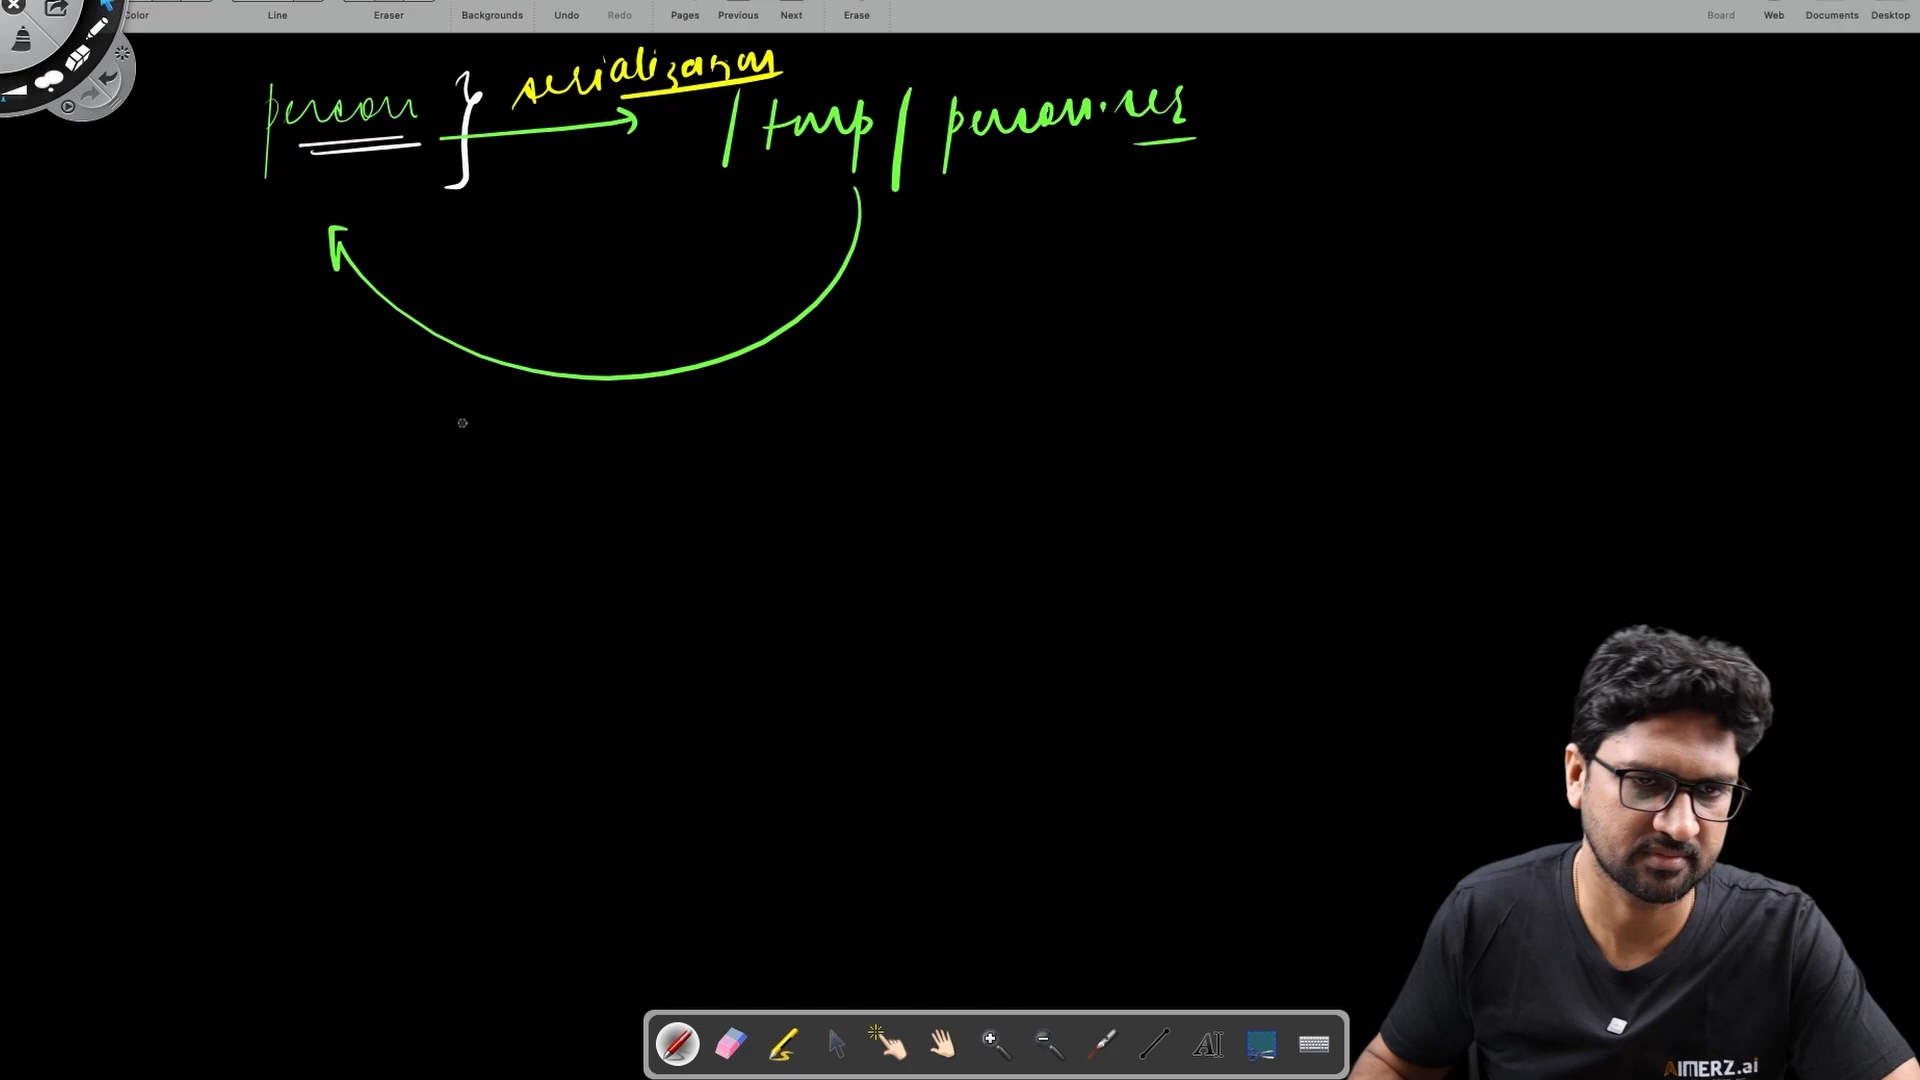 Color Line Eraser Backgrounds Undo Redo Pages Previous Next Erase Board Web Documents Desktop
person } serialization /tmp/person.ser
AI
AIMERZ.ai